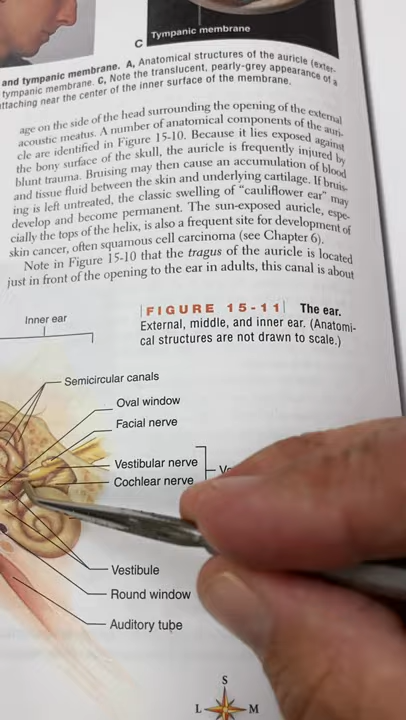 C
Tympanic membrane
and tympanic membrane. A, Anatomical structures of the auricle (exter-
tympanic membrane. C, Note the translucent, pearly-grey appearance of a
ttaching near the center of the inner surface of the membrane.
age on the side of the head surrounding the opening of the external
acoustic meatus. A number of anatomical components of the auri-
cle are identified in Figure 15-10. Because it lies exposed against
the bony surface of the skull, the auricle is frequently injured by
blunt trauma. Bruising may then cause an accumulation of blood
and tissue fluid between the skin and underlying cartilage. If bruis-
ing is left untreated, the classic swelling of "cauliflower ear" may
develop and become permanent. The sun-exposed auricle, espe-
cially the tops of the helix, is also a frequent site for development of
skin cancer, often squamous cell carcinoma (see Chapter 6).
Note in Figure 15-10 that the tragus of the auricle is located
just in front of the opening to the ear in adults, this canal is about
FIGURE 15-11 The ear.
External, middle, and inner ear. (Anatomi-
cal structures are not drawn to scale.)
Inner ear
Semicircular canals
Oval window
Facial nerve
Vestibular nerve
Cochlear nerve
Vestibule
Round window
Auditory tube
S
L M